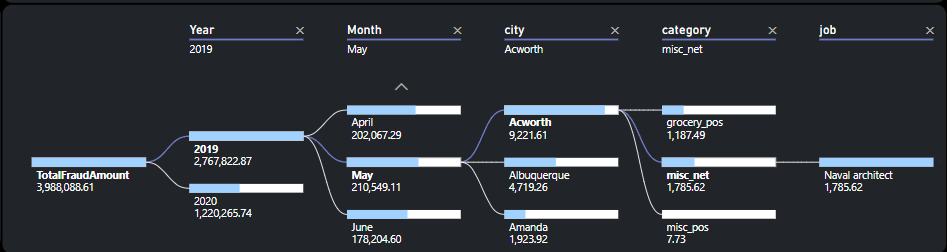 Year
Month
city
category
job
2019
May
Acworth
misc_net
TotalFraudAmount
3,988,088.61
2019
2,767,822.87
2020
1,220,265.74
April
202,067.29
May
210,549.11
June
178,204.60
Acworth
9,221.61
Albuquerque
4,719.26
Amanda
1,923.92
grocery_pos
1,187.49
misc_net
1,785.62
misc_pos
7.73
Naval architect
1,785.62